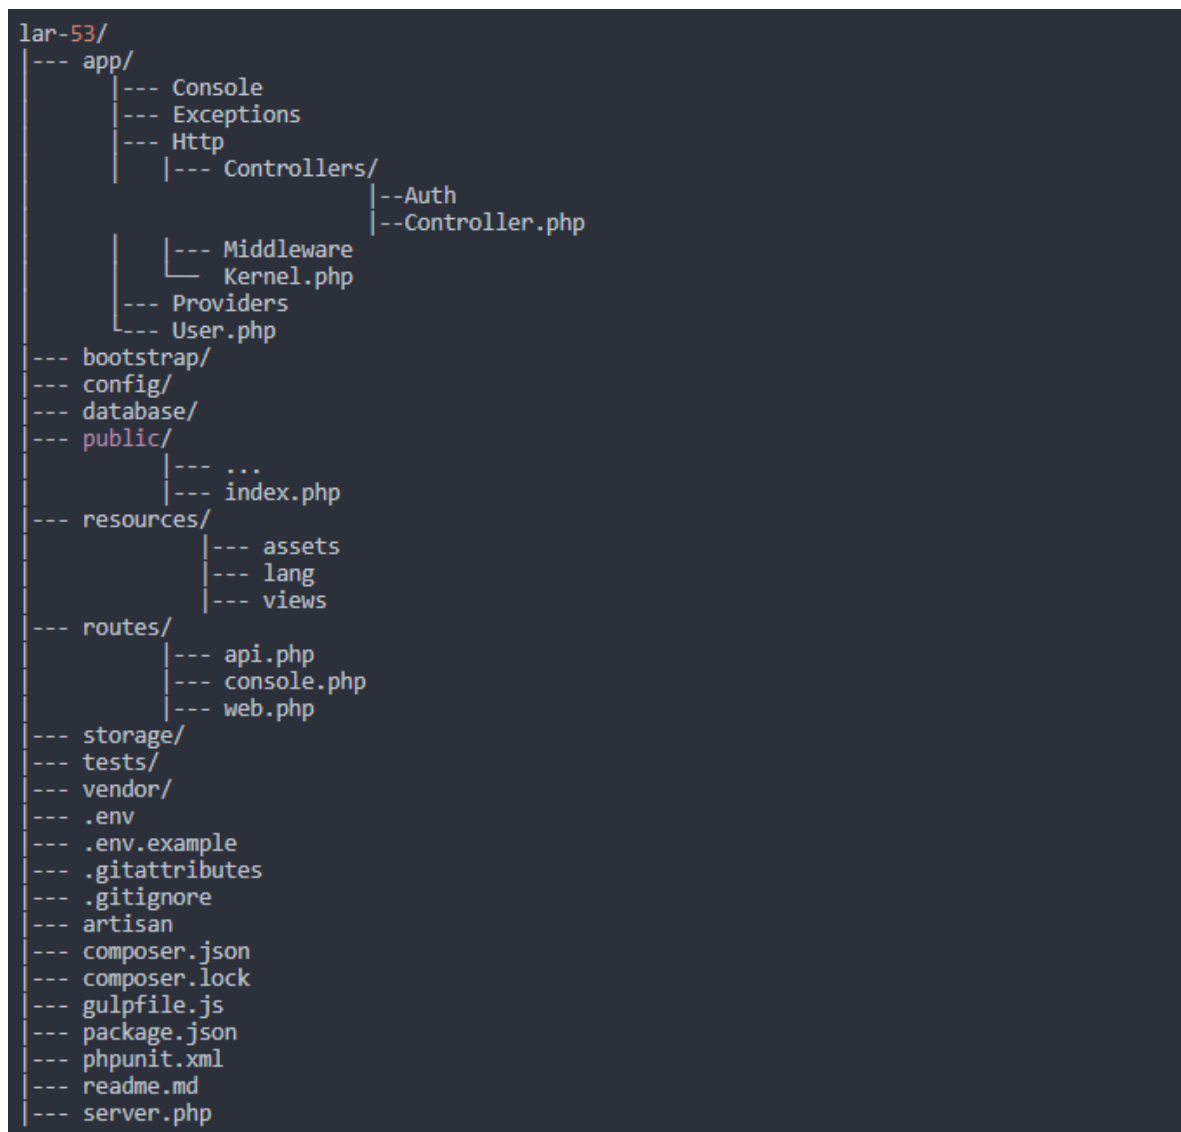 lar-53/
|--- app/
|      |--- Console
|      |--- Exceptions
|      |--- Http
|      |   |--- Controllers/
|                          |--Auth
|                          |--Controller.php
|      |   |--- Middleware
|      |   └──  Kernel.php
|      |--- Providers
|      └--- User.php
|--- bootstrap/
|--- config/
|--- database/
|--- public/
|          |--- ...
|          |--- index.php
|--- resources/
|             |--- assets
|             |--- lang
|             |--- views
|--- routes/
|          |--- api.php
|          |--- console.php
|          |--- web.php
|--- storage/
|--- tests/
|--- vendor/
|--- .env
|--- .env.example
|--- .gitattributes
|--- .gitignore
|--- artisan
|--- composer.json
|--- composer.lock
|--- gulpfile.js
|--- package.json
|--- phpunit.xml
|--- readme.md
|--- server.php